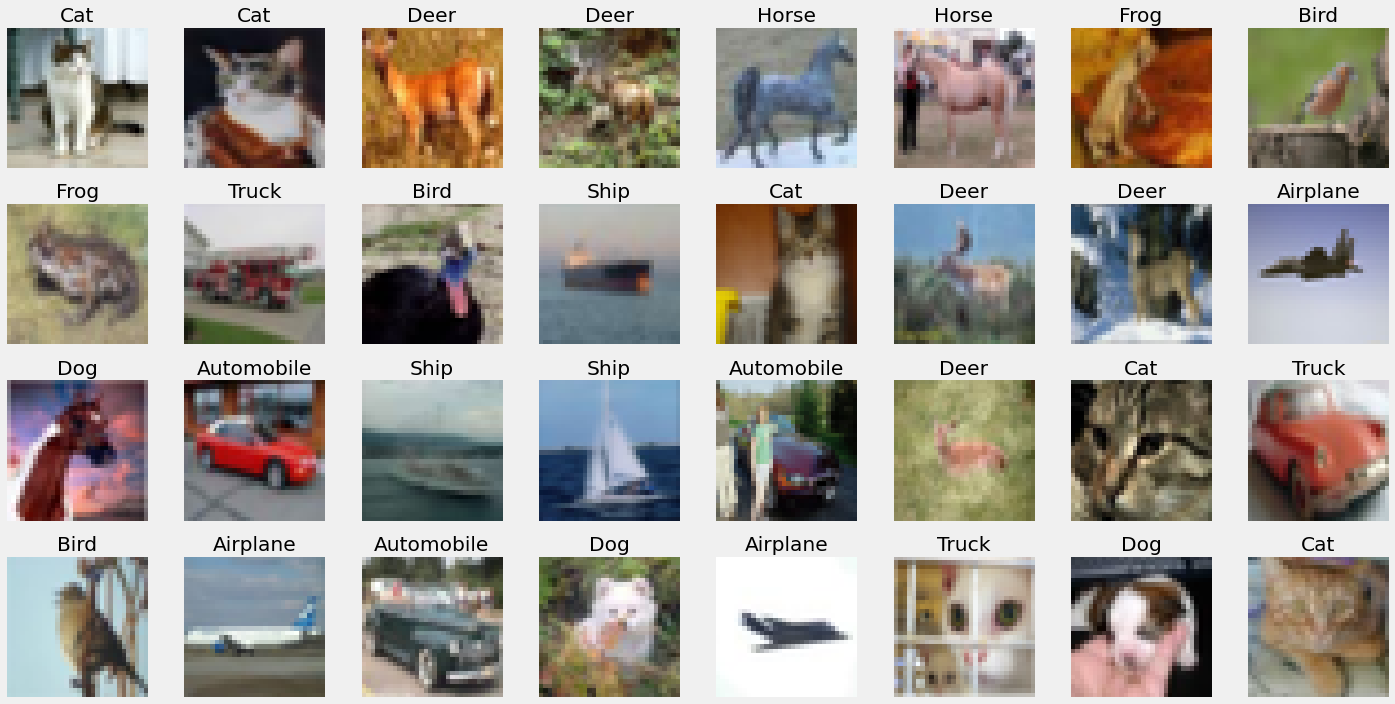 Cat Cat Deer Deer Horse Horse Frog Bird
Frog Truck Bird Ship Cat Deer Deer Airplane
Dog Automobile Ship Ship Automobile Deer Cat Truck
Bird Airplane Automobile Dog Airplane Truck Dog Cat